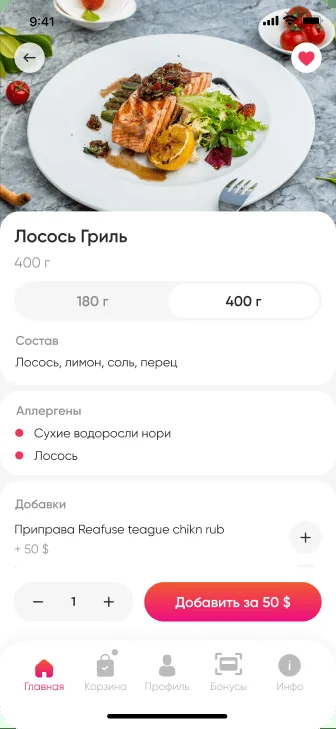 9:41
Лосось Гриль
400 г
180 г
400 г
Состав
Лосось, лимон, соль, перец
Аллергены
Сухие водоросли нори
Лосось
Добавки
Приправа Reafuse teague chikn rub
+ 50 $
1
Добавить за 50 $
Главная
Корзина
Профиль
Бонусы
Инфо